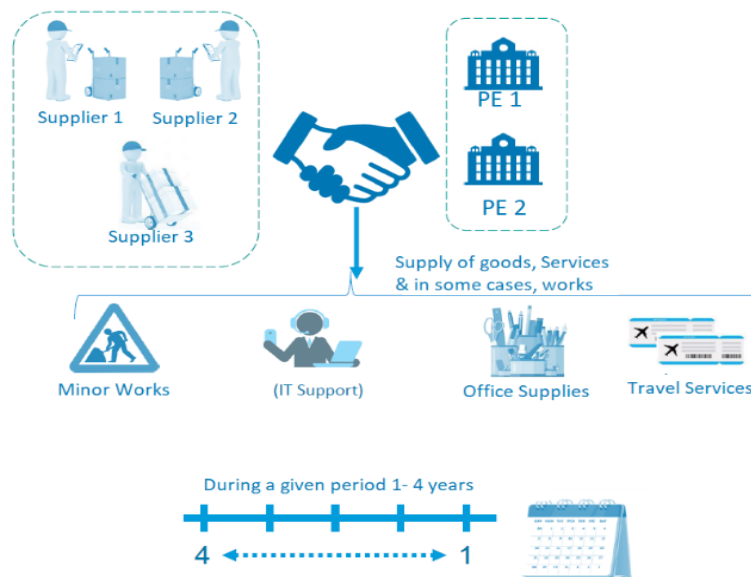 Supplier 1
Supplier 2
Supplier 3
PE 1
PE 2
Supply of goods, Services
& in some cases, works
Minor Works
(IT Support)
Office Supplies
Travel Services
During a given period 1- 4 years
4
1